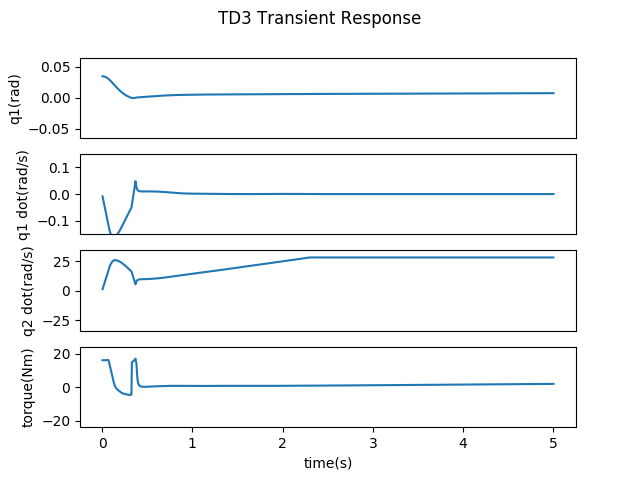 TD3 Transient Response
q1(rad)
0.05
0.00
−0.05
q1 dot(rad/s)
0.1
0.0
−0.1
q2 dot(rad/s)
25
0
−25
torque(Nm)
20
0
−20
0 1 2 3 4 5
time(s)